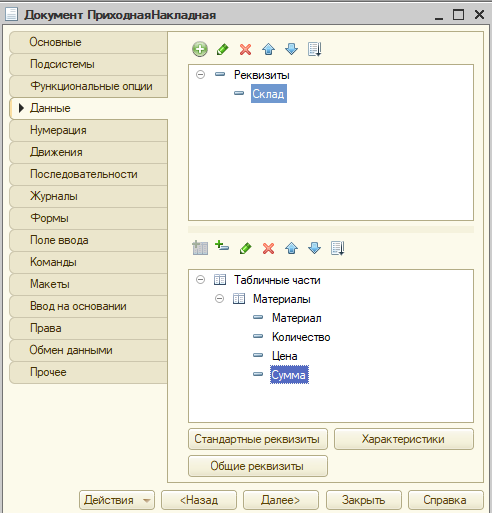 Документ ПриходнаяНакладная
Основные
Подсистемы
Функциональные опции
Данные
Нумерация
Движения
Последовательности
Журналы
Формы
Поле ввода
Команды
Макеты
Ввод на основании
Права
Обмен данными
Прочее
Реквизиты
Склад
Табличные части
Материалы
Материал
Количество
Цена
Сумма
Стандартные реквизиты
Характеристики
Общие реквизиты
Действия
<Назад
Далее>
Закрыть
Справка